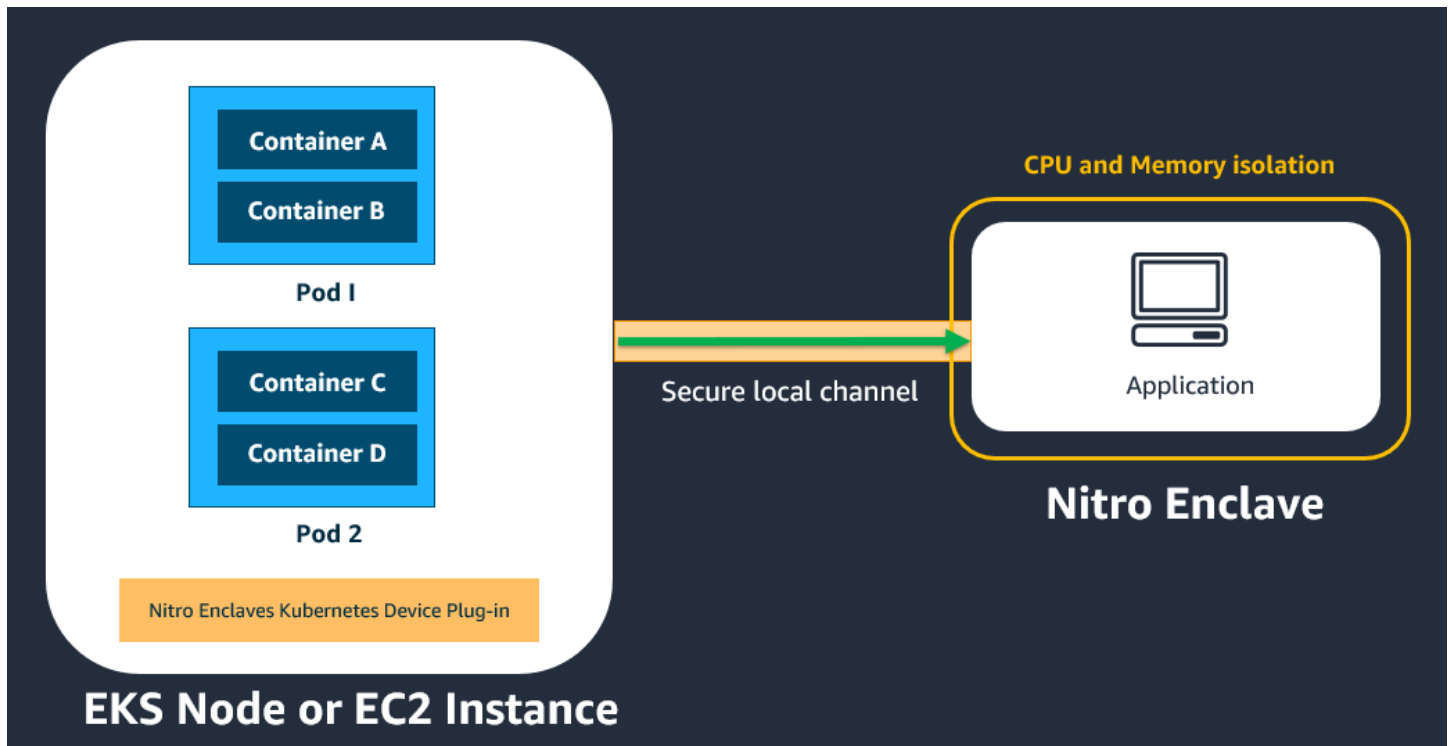 Container A
Container B
Pod I
Container C
Container D
Pod 2
Nitro Enclaves Kubernetes Device Plug-in
EKS Node or EC2 Instance
Secure local channel
CPU and Memory isolation
Application
Nitro Enclave